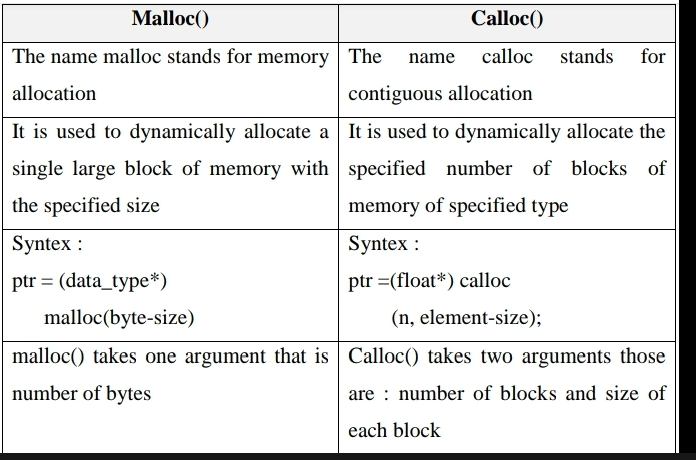 Malloc()
Calloc()
The name malloc stands for memory
allocation
The name calloc stands for
contiguous allocation
It is used to dynamically allocate a
single large block of memory with
the specified size
It is used to dynamically allocate the
specified number of blocks of
memory of specified type
Syntex :
ptr = (data_type*)
malloc(byte-size)
Syntex :
ptr =(float*) calloc
(n, element-size);
malloc() takes one argument that is
number of bytes
Calloc() takes two arguments those
are : number of blocks and size of
each block